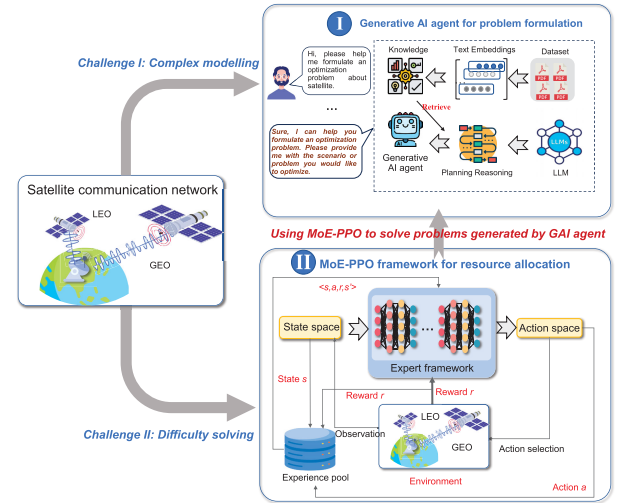 I
Generative AI agent for problem formulation
Challenge I: Complex modelling
Hi, please help
me formulate an
optimization
problem about
satellite.
...
Knowledge
Text Embeddings
Dataset
PDF
PDF
PDF
PDF
Retrieve
Sure, I can help you
formulate an optimization
problem. Please provide
me with the scenario or
problem you would like
to optimize.
Generative
AI agent
Planning Reasoning
LLMs
LLM
Satellite communication network
LEO
GEO
Using MoE-PPO to solve problems generated by GAI agent
II
MoE-PPO framework for resource allocation
<s,a,r,s'>
State space
...
Action space
Expert framework
State s
Reward r
Reward r
LEO
GEO
Observation
Action selection
Challenge II: Difficulty solving
Experience pool
Environment
Action a